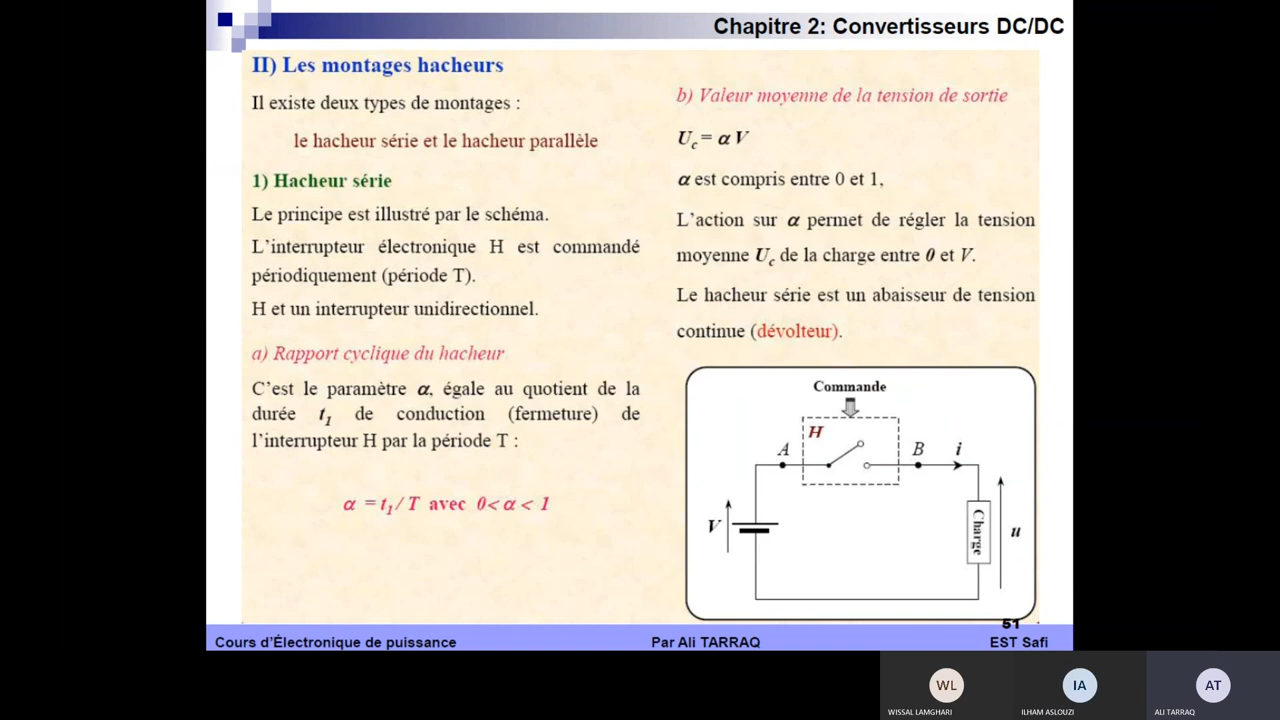 Chapitre 2: Convertisseurs DC/DC
II) Les montages hacheurs
Il existe deux types de montages :
le hacheur série et le hacheur parallèle
1) Hacheur série
Le principe est illustré par le schéma.
L'interrupteur électronique H est commandé
périodiquement (période T).
H et un interrupteur unidirectionnel.
a) Rapport cyclique du hacheur
C'est le paramètre α, égale au quotient de la
durée t1 de conduction (fermeture) de
l'interrupteur H par la période T :
α = t1 / T avec 0< α < 1
b) Valeur moyenne de la tension de sortie
Uc = α V
α est compris entre 0 et 1,
L'action sur α permet de régler la tension
moyenne Uc de la charge entre 0 et V.
Le hacheur série est un abaisseur de tension
continue (dévolteur).
Commande
H
A
B
i
V
Charge
u
51
Cours d'Électronique de puissance
Par Ali TARRAQ
EST Safi
WL
IA
AT
WISSAL LAMGHARI
ILHAM ASLOUZI
ALI TARRAQ